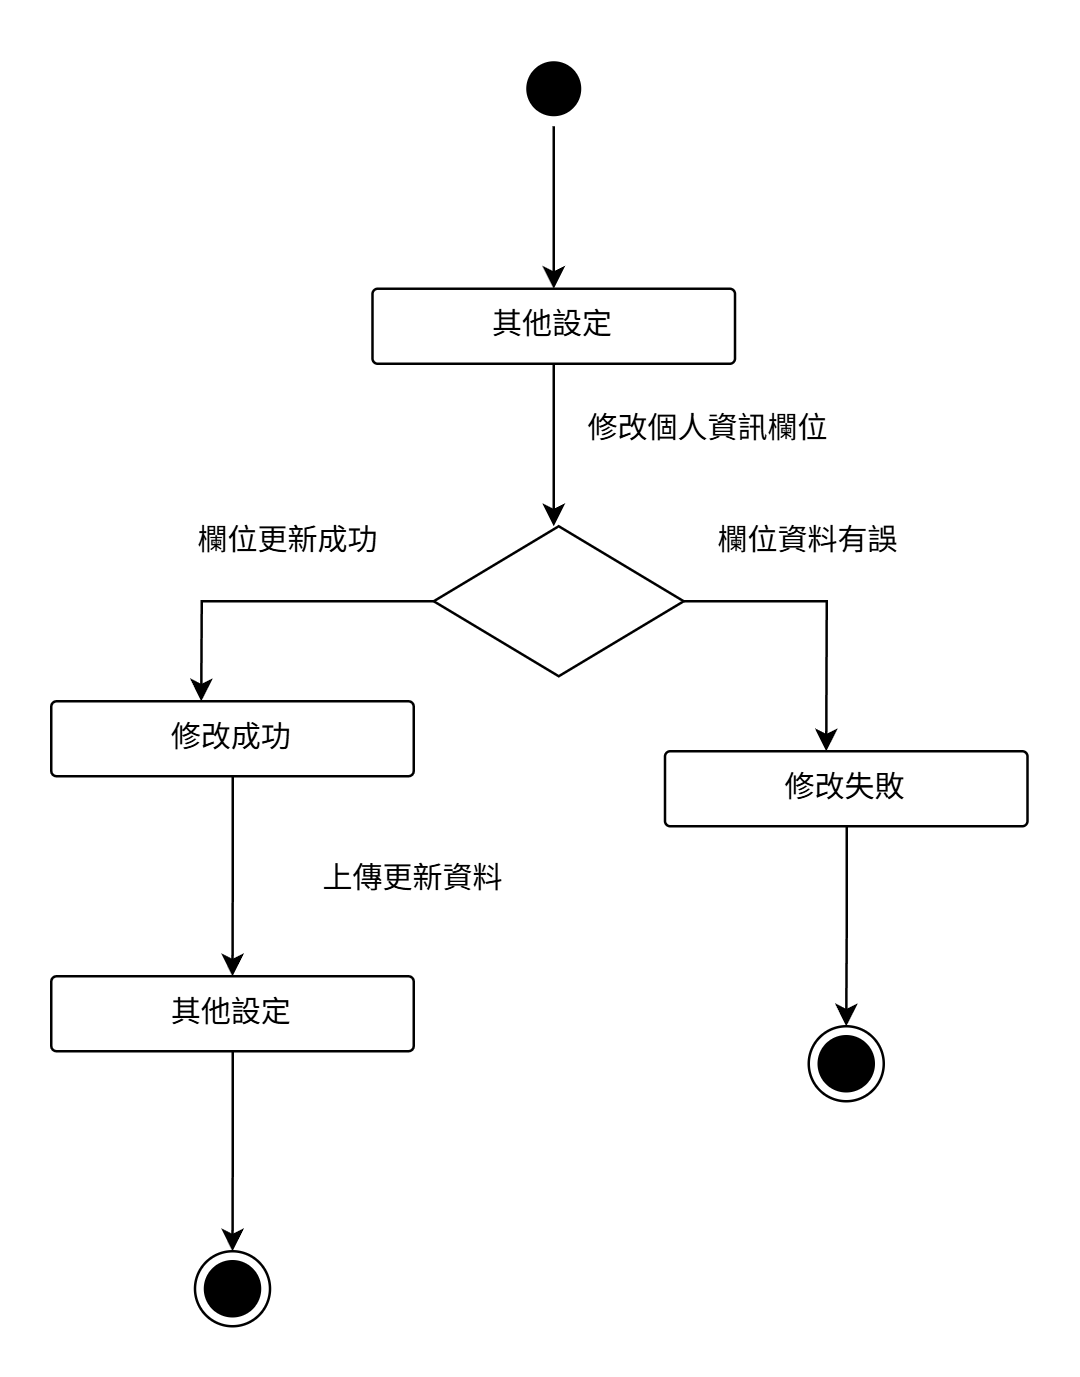 其他設定
修改個人資訊欄位
欄位更新成功
欄位資料有誤
修改成功
修改失敗
上傳更新資料
其他設定